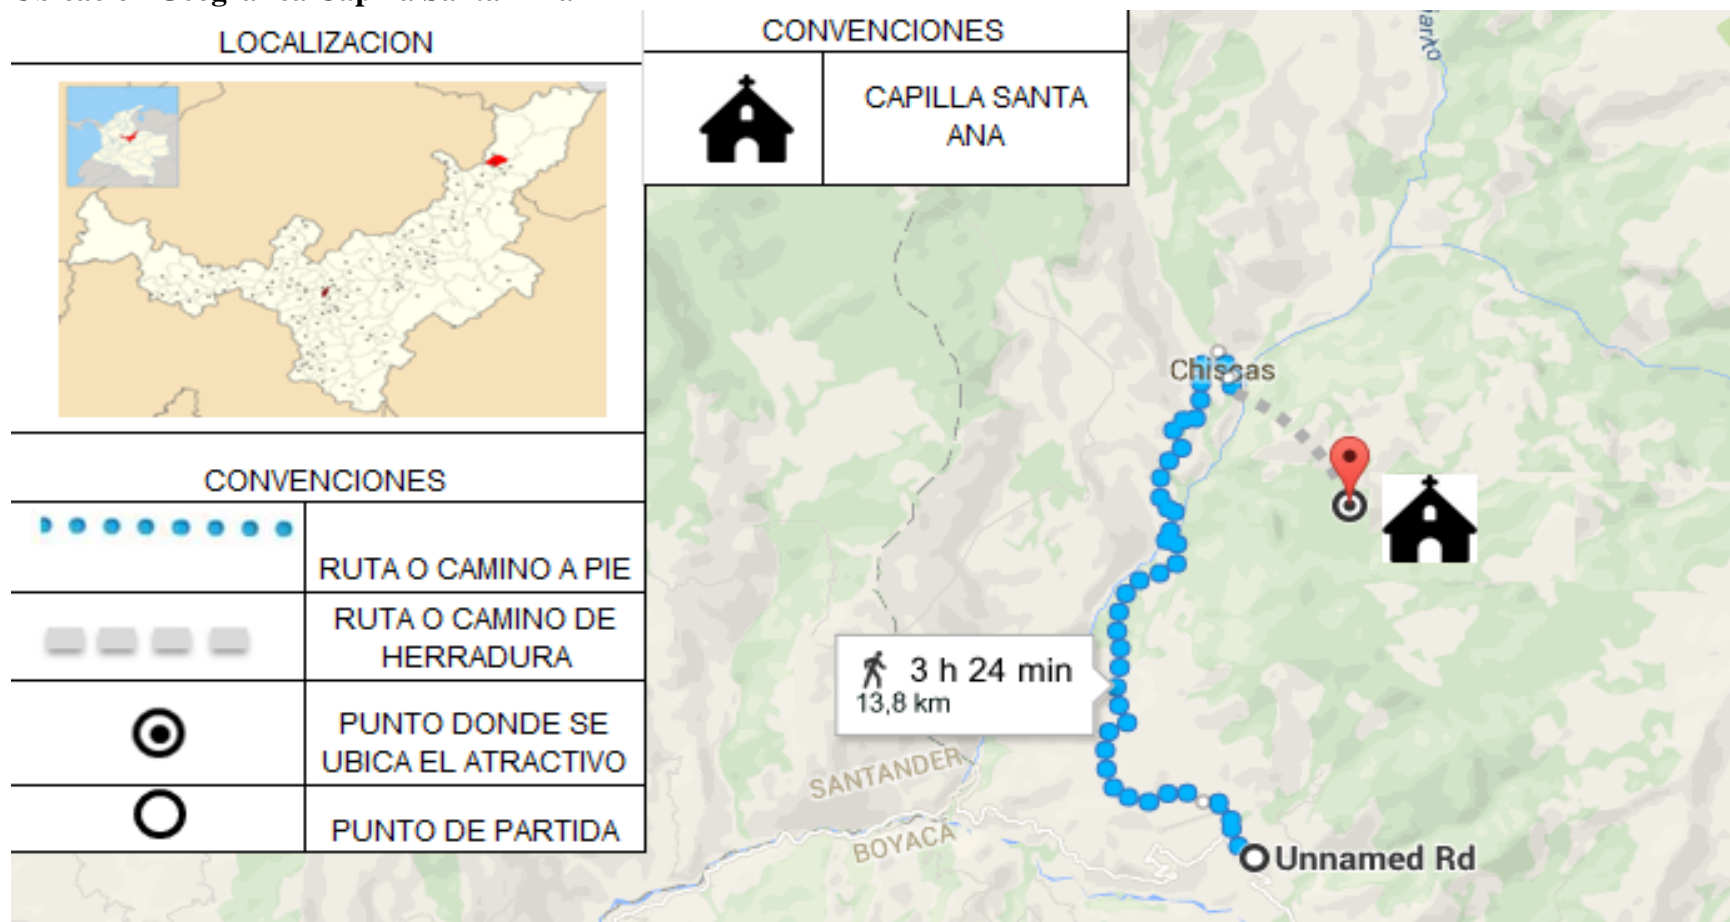 LOCALIZACION
CONVENCIONES
CAPILLA SANTA
ANA
CONVENCIONES
RUTA O CAMINO A PIE
RUTA O CAMINO DE
HERRADURA
PUNTO DONDE SE
UBICA EL ATRACTIVO
PUNTO DE PARTIDA
Chiscas
3 h 24 min
13,8 km
SANTANDER
BOYACÁ
Unnamed Rd